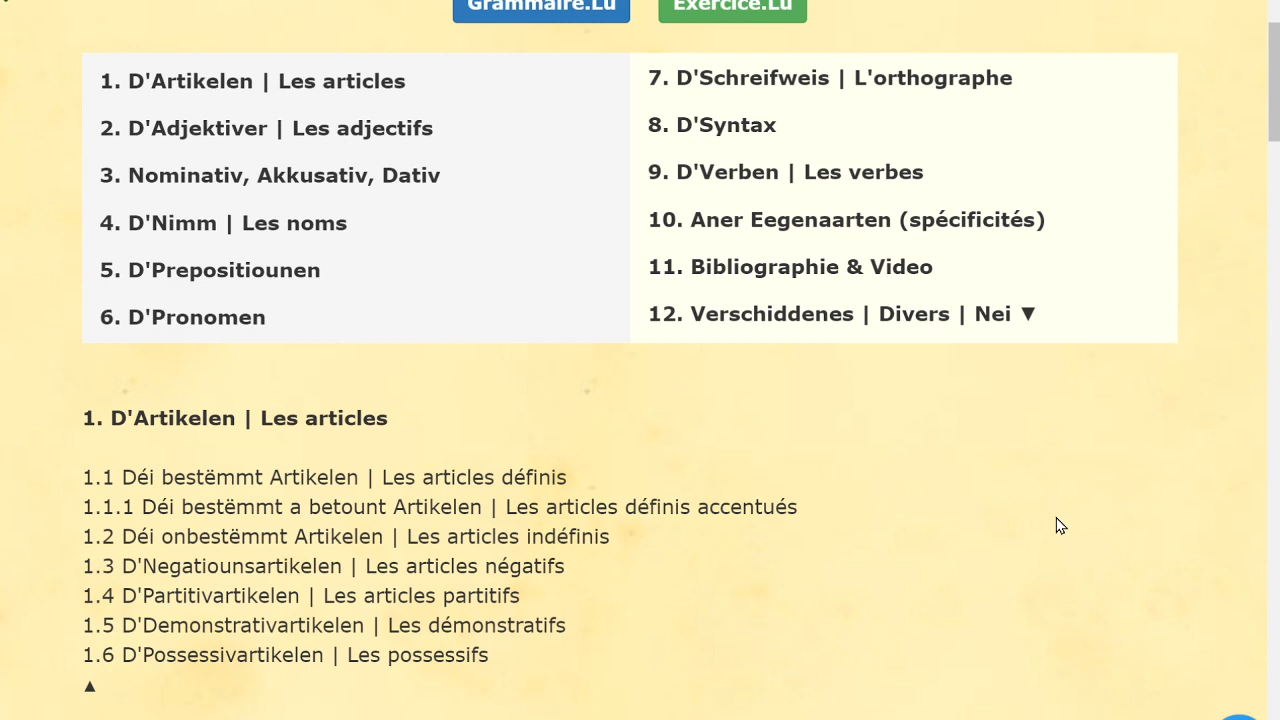 Grammaire.Lu Exercice.Lu
1. D'Artikelen | Les articles
2. D'Adjektiver | Les adjectifs
3. Nominativ, Akkusativ, Dativ
4. D'Nimm | Les noms
5. D'Prepositiounen
6. D'Pronomen
7. D'Schreifweis | L'orthographe
8. D'Syntax
9. D'Verben | Les verbes
10. Aner Eegenaarten (spécificités)
11. Bibliographie & Video
12. Verschiddenes | Divers | Nei ▼
1. D'Artikelen | Les articles
1.1 Déi bestëmmt Artikelen | Les articles définis
1.1.1 Déi bestëmmt a betount Artikelen | Les articles définis accentués
1.2 Déi onbestëmmt Artikelen | Les articles indéfinis
1.3 D'Negatiounsartikelen | Les articles négatifs
1.4 D'Partitivartikelen | Les articles partitifs
1.5 D'Demonstrativartikelen | Les démonstratifs
1.6 D'Possessivartikelen | Les possessifs
▲